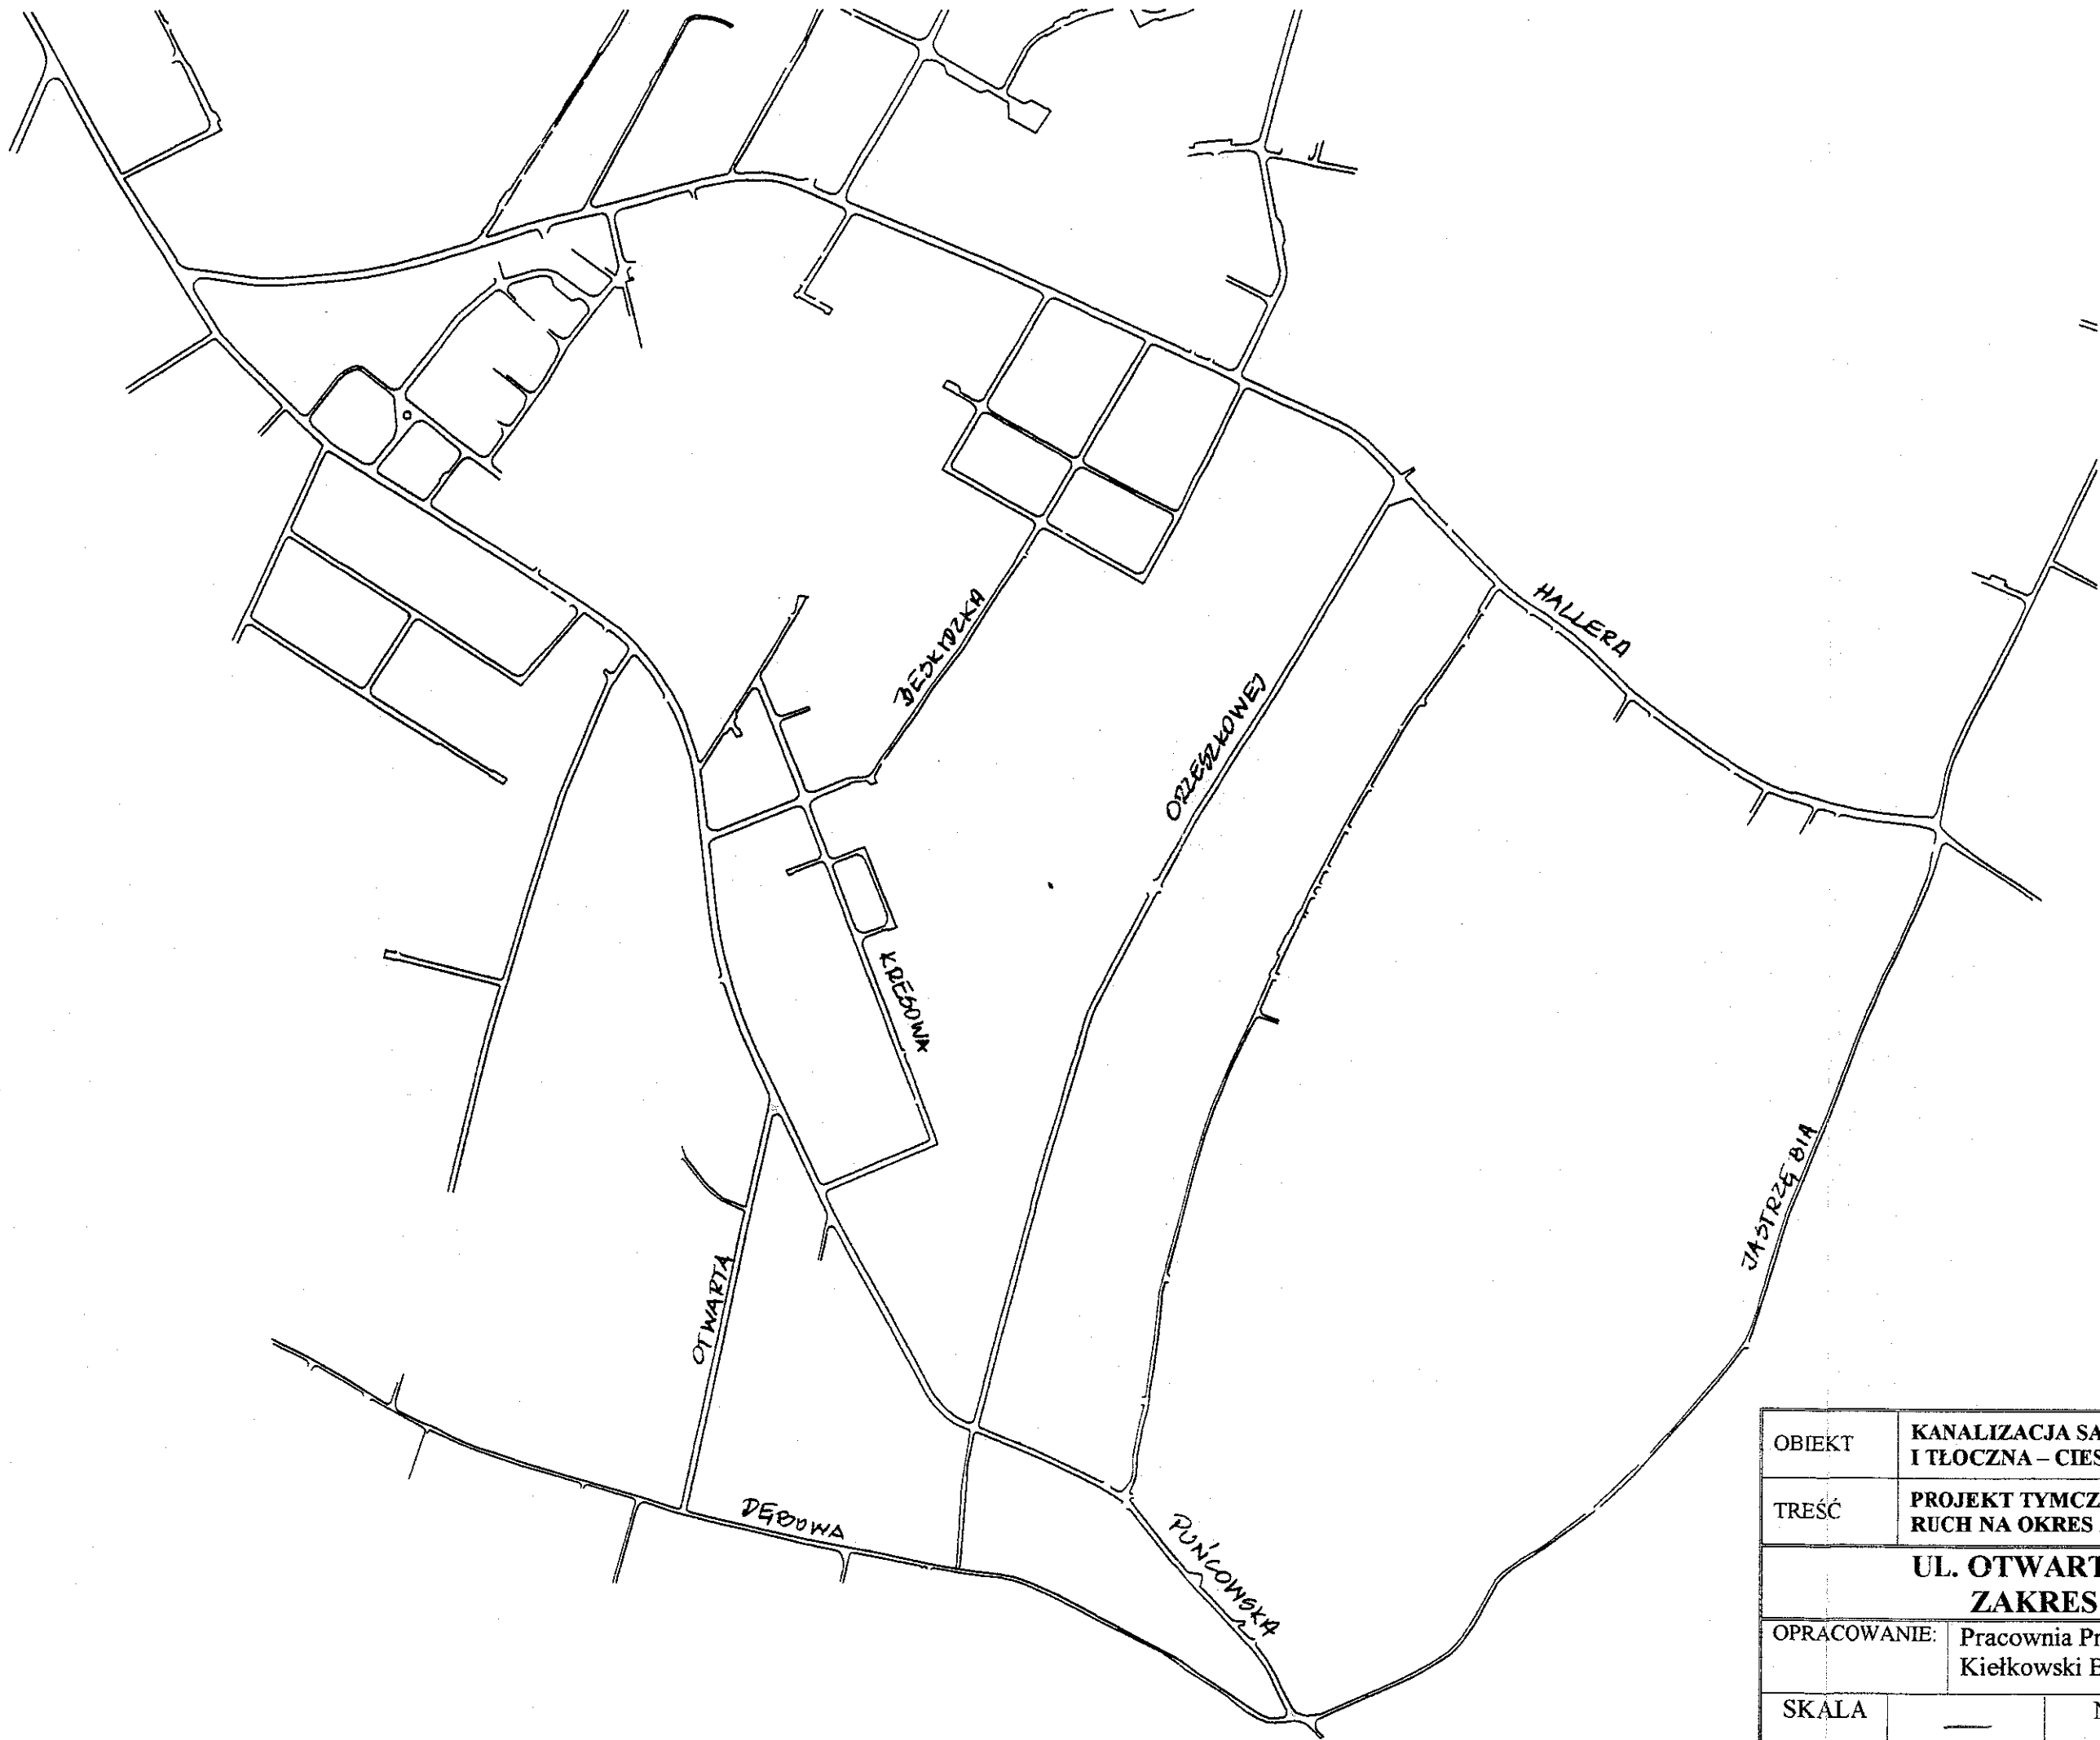 HALLERA
BESKIDZKA
ORZESZKOWEJ
KRESOWA
JASTRZĘBIA
OTWARTA
DĘBOWA
PUŃCOWSKA
OBIEKT
KANALIZACJA SA
I TŁOCZNA – CIES
TREŚĆ
PROJEKT TYMCZ
RUCH NA OKRES
UL. OTWART
ZAKRES
OPRACOWANIE:
Pracownia Pr
Kiełkowski B
SKALA
—